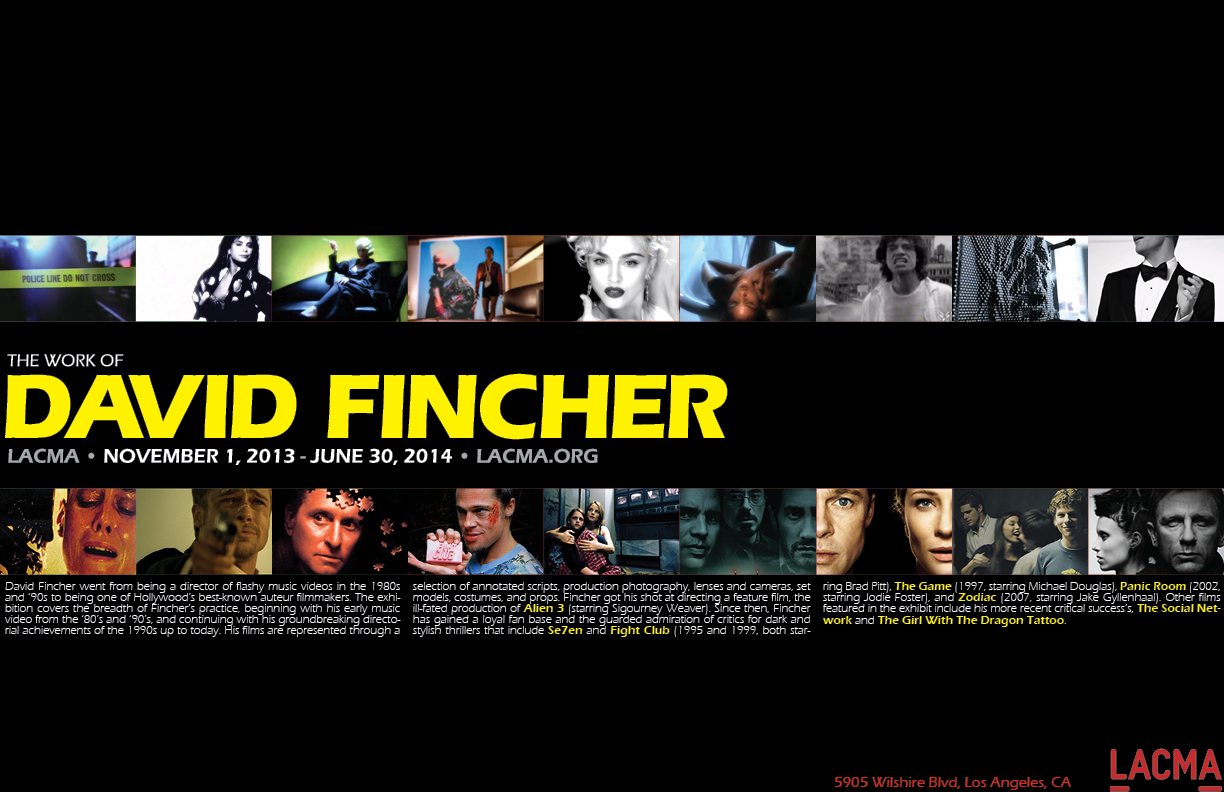 POLICE LINE DO NOT CROSS
THE WORK OF
DAVID FINCHER
LACMA • NOVEMBER 1, 2013 - JUNE 30, 2014 • LACMA.ORG
David Fincher went from being a director of flashy music videos in the 1980s
and '90s to being one of Hollywood's best-known auteur filmmakers. The exhi-
bition covers the breadth of Fincher's practice, beginning with his early music
video from the '80's and '90's, and continuing with his groundbreaking directo-
rial achievements of the 1990s up to today. His films are represented through a
selection of annotated scripts, production photography, lenses and cameras, set
models, costumes, and props. Fincher got his shot at directing a feature film, the
ill-fated production of Alien 3 (starring Sigourney Weaver). Since then, Fincher
has gained a loyal fan base and the guarded admiration of critics for dark and
stylish thrillers that include Se7en and Fight Club (1995 and 1999, both star-
ring Brad Pitt), The Game (1997, starring Michael Douglas), Panic Room (2002,
starring Jodie Foster), and Zodiac (2007, starring Jake Gyllenhaal). Other films
featured in the exhibit include his more recent critical success's, The Social Net-
work and The Girl With The Dragon Tattoo.
5905 Wilshire Blvd, Los Angeles, CA
LACMA